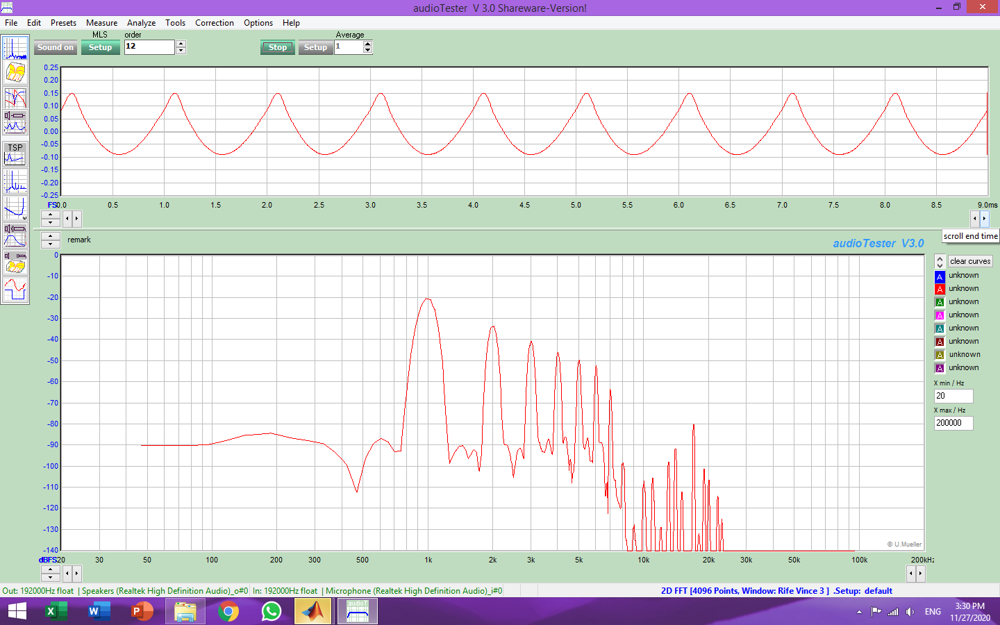 audioTester V 3.0 Shareware-Version!
File Edit Presets Measure Analyze Tools Correction Options Help
MLS order Average
Sound on Setup 12 Stop Setup 1
TSP
0.25
0.20
0.15
0.10
0.05
0.00
-0.05
-0.10
-0.15
-0.20
-0.25
FS 0.0 0.5 1.0 1.5 2.0 2.5 3.0 3.5 4.0 4.5 5.0 5.5 6.0 6.5 7.0 7.5 8.0 8.5 9.0ms
scroll end time
remark
audioTester V3.0
0
-10
-20
-30
-40
-50
-60
-70
-80
-90
-100
-110
-120
-130
-140
© U.Mueller
dBFS 20 30 50 100 200 300 500 1k 2k 3k 5k 10k 20k 30k 50k 100k 200kHz
clear curves
A unknown
A unknown
A unknown
A unknown
A unknown
A unknown
A unknown
A unknown
X min / Hz
20
X max / Hz
200000
Out: 192000Hz float | Speakers (Realtek High Definition Audio)_o#0 In: 192000Hz float | Microphone (Realtek High Definition Audio)_i#0 2D FFT [4096 Points, Window: Rife Vince 3 ] .Setup: default
audioT
ENG
3:30 PM
11/27/2020